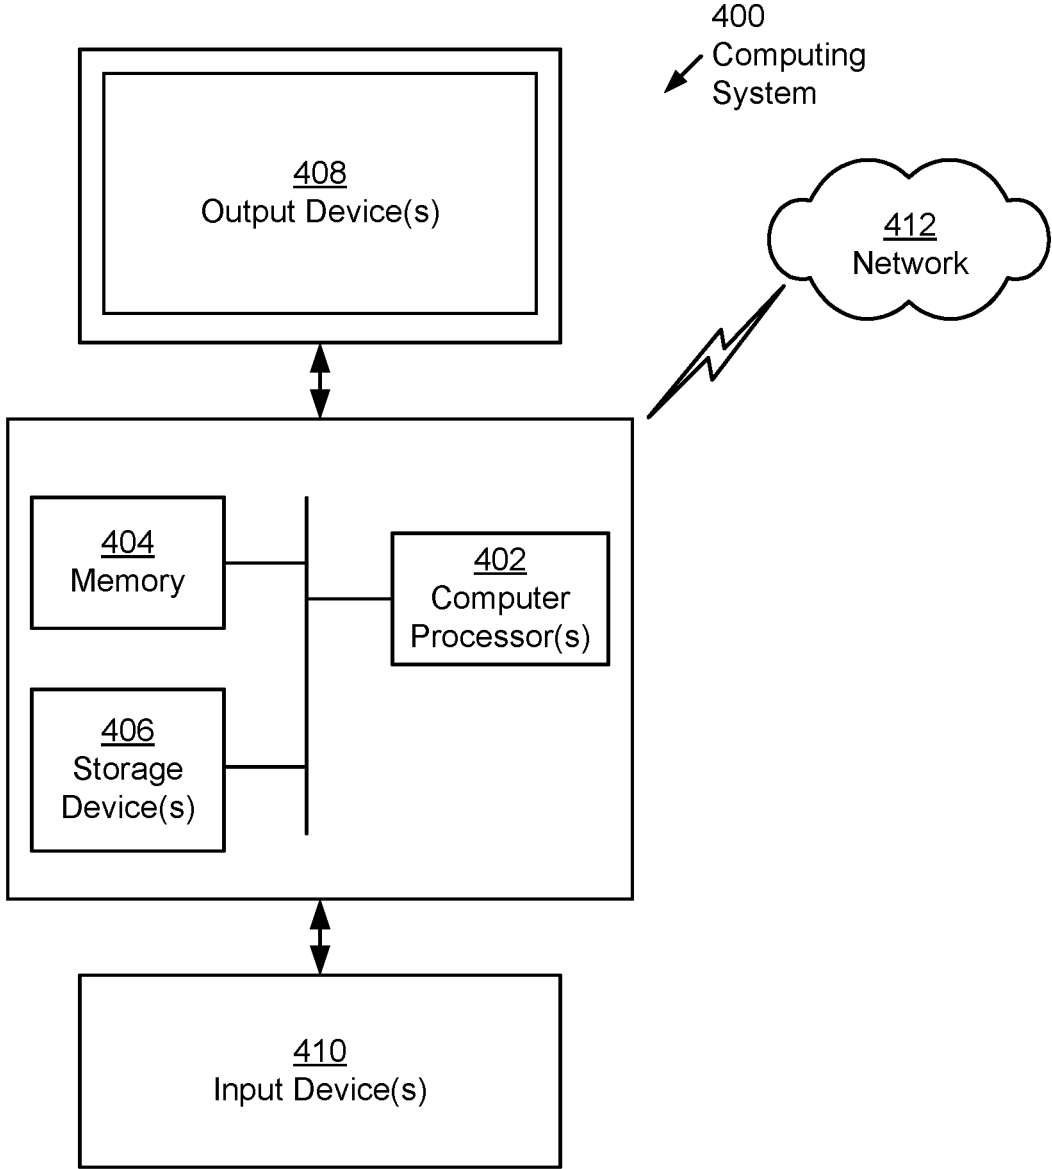 400
Computing
System
408
Output Device(s)
412
Network
404
Memory
402
Computer
Processor(s)
406
Storage
Device(s)
410
Input Device(s)